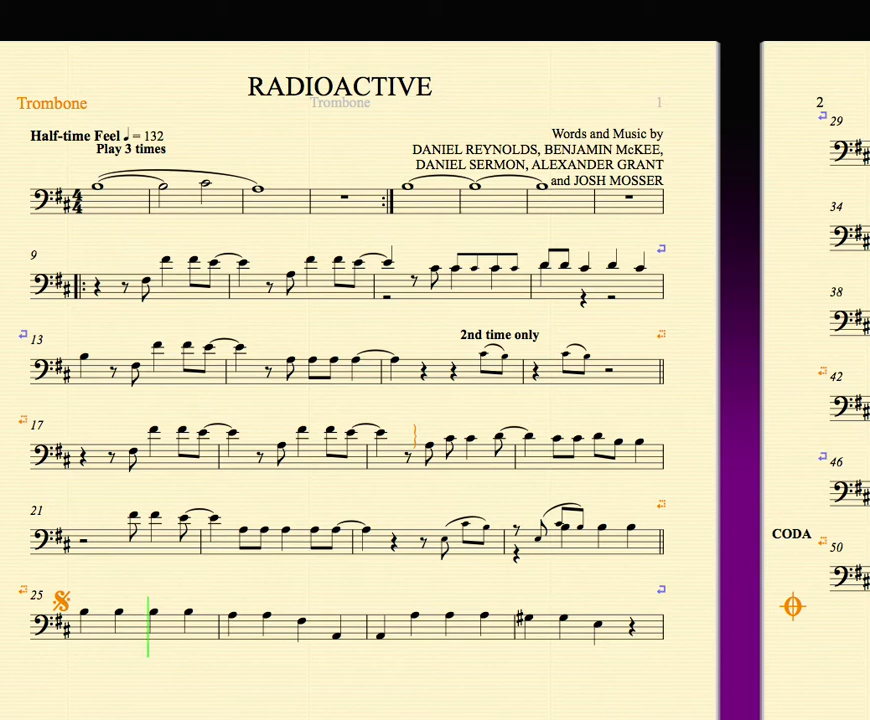 RADIOACTIVE
Trombone
Trombone
1
Half-time Feel ♩ = 132
Play 3 times
Words and Music by
DANIEL REYNOLDS, BENJAMIN McKEE,
DANIEL SERMON, ALEXANDER GRANT
and JOSH MOSSER
4
4
9
13
2nd time only
17
21
25
2
29
34
38
42
46
CODA
50